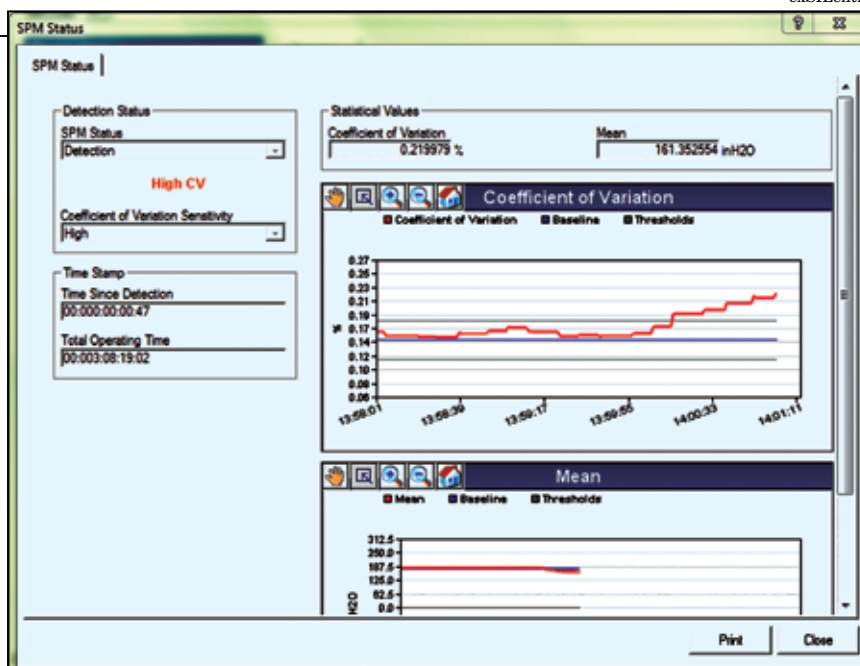 SPM Status
SPM Status
Detection Status
SPM Status
Detection
High CV
Coefficient of Variation Sensitivity
High
Time Stamp
Time Since Detection
00:000:00:00:47
Total Operating Time
00:003:08:19:02
Statistical Values
Coefficient of Variation
0.219979 %
Mean
161.352554 inH2O
Coefficient of Variation
Coefficient of Variation Baseline Thresholds
0.27
0.25
0.23
0.21
0.19
0.17
0.14
0.12
0.10
0.08
0.06
%
13:58:01 13:58:39 13:59:17 13:59:55 14:00:33 14:01:11
Mean
Mean Baseline Thresholds
312.5
250.0
187.5
125.0
62.5
0.0
H2O
Print Close